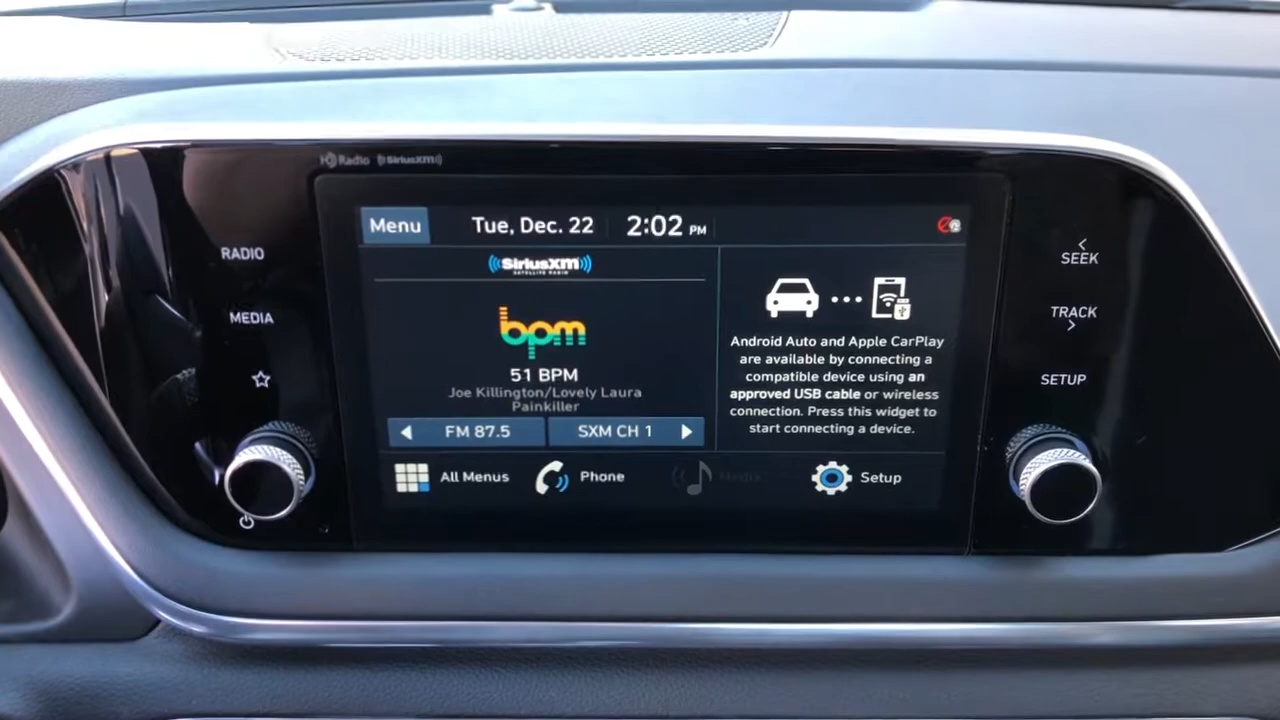 HD Radio SiriusXM
RADIO
MEDIA
Menu
Tue, Dec. 22
2:02 PM
SiriusXM
SATELLITE RADIO
bpm
51 BPM
Joe Killington/Lovely Laura
Painkiller
FM 87.5
SXM CH 1
Android Auto and Apple CarPlay
are available by connecting a
compatible device using an
approved USB cable or wireless
connection. Press this widget to
start connecting a device.
All Menus
Phone
Media
Setup
SEEK
TRACK
SETUP